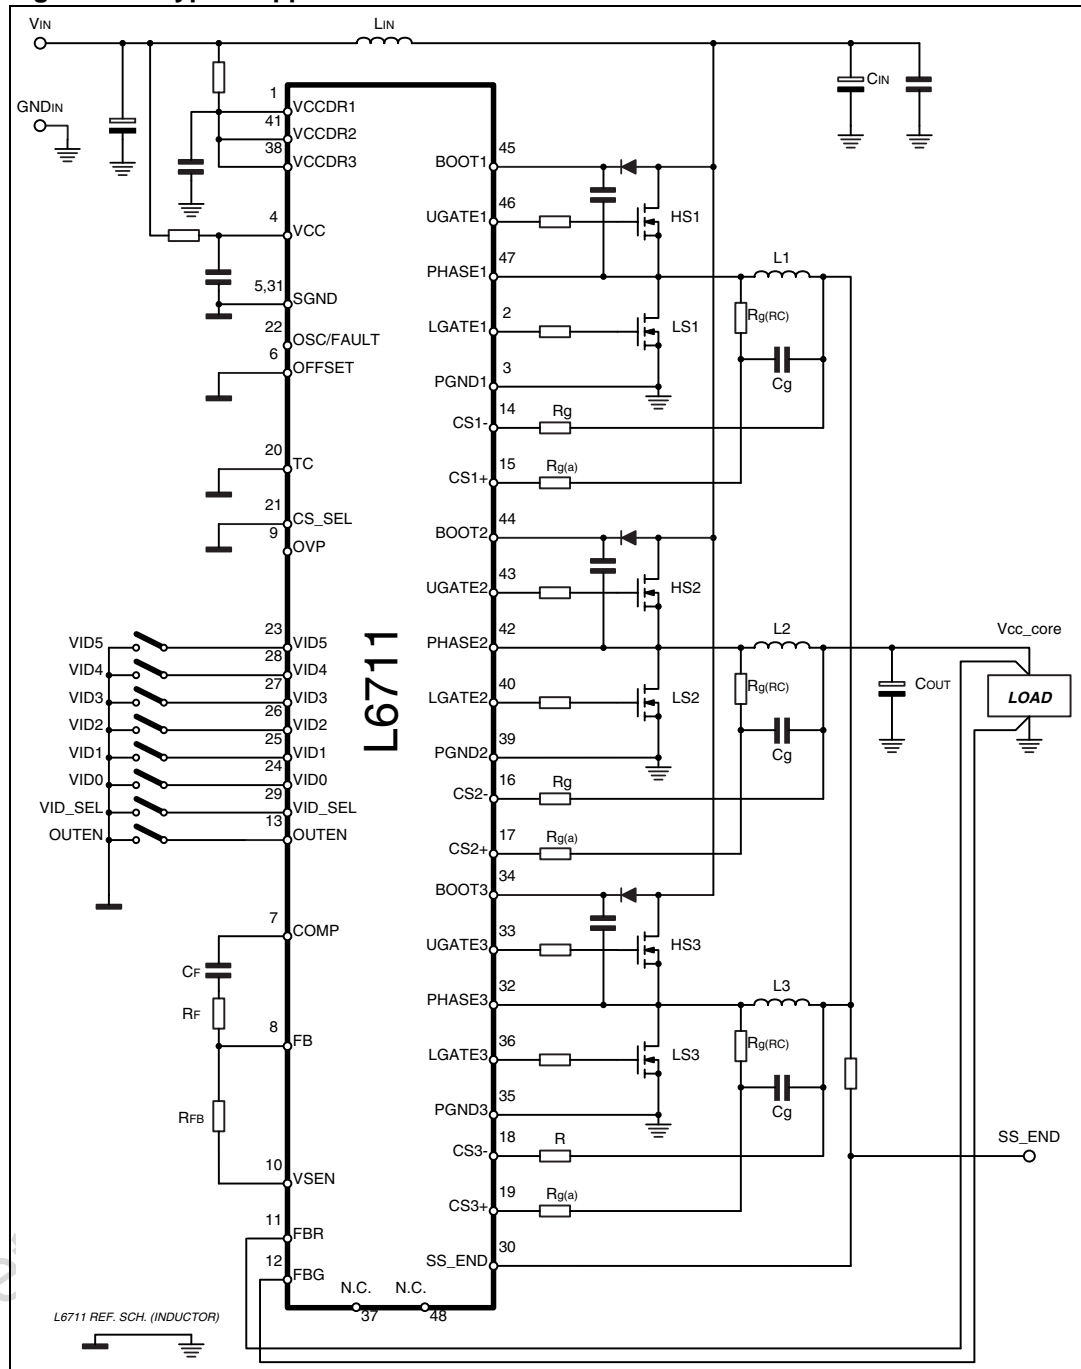 VIN
LIN
CIN
GNDIN
1
VCCDR1
41
VCCDR2
38
VCCDR3
4
VCC
5,31
SGND
22
OSC/FAULT
6
OFFSET
20
TC
21
CS_SEL
9
OVP
VID5
23
VID5
VID4
28
VID4
VID3
27
VID3
VID2
26
VID2
VID1
25
VID1
VID0
24
VID0
VID_SEL
29
VID_SEL
OUTEN
13
OUTEN
7
COMP
CF
RF
8
FB
RFB
10
VSEN
11
FBR
12
FBG
L6711
N.C.
37
N.C.
48
BOOT1
45
UGATE1
46
HS1
PHASE1
47
L1
Rg(RC)
LGATE1
2
LS1
Cg
PGND1
3
CS1-
14
Rg
CS1+
15
Rg(a)
BOOT2
44
UGATE2
43
HS2
PHASE2
42
L2
Rg(RC)
LGATE2
40
LS2
Cg
PGND2
39
CS2-
16
Rg
CS2+
17
Rg(a)
BOOT3
34
UGATE3
33
HS3
PHASE3
32
L3
Rg(RC)
LGATE3
36
LS3
Cg
PGND3
35
CS3-
18
R
CS3+
19
Rg(a)
SS_END
30
Vcc_core
COUT
LOAD
SS_END
L6711 REF. SCH. (INDUCTOR)